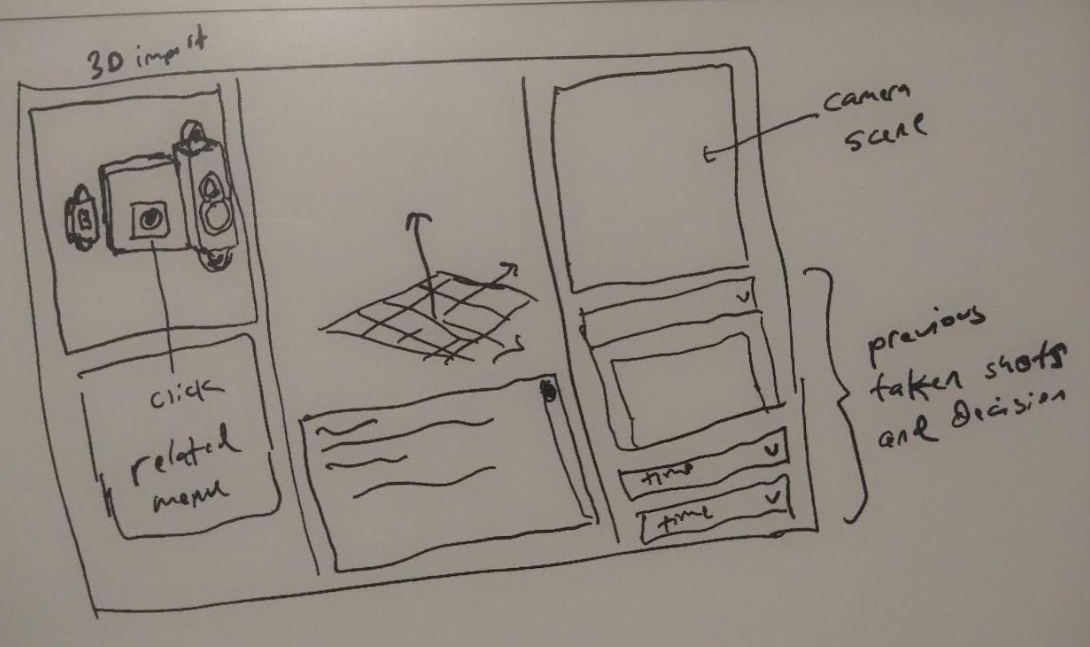 3D import
camera
scene
click
related
menu
previous
taken shots
and Decision
time
time